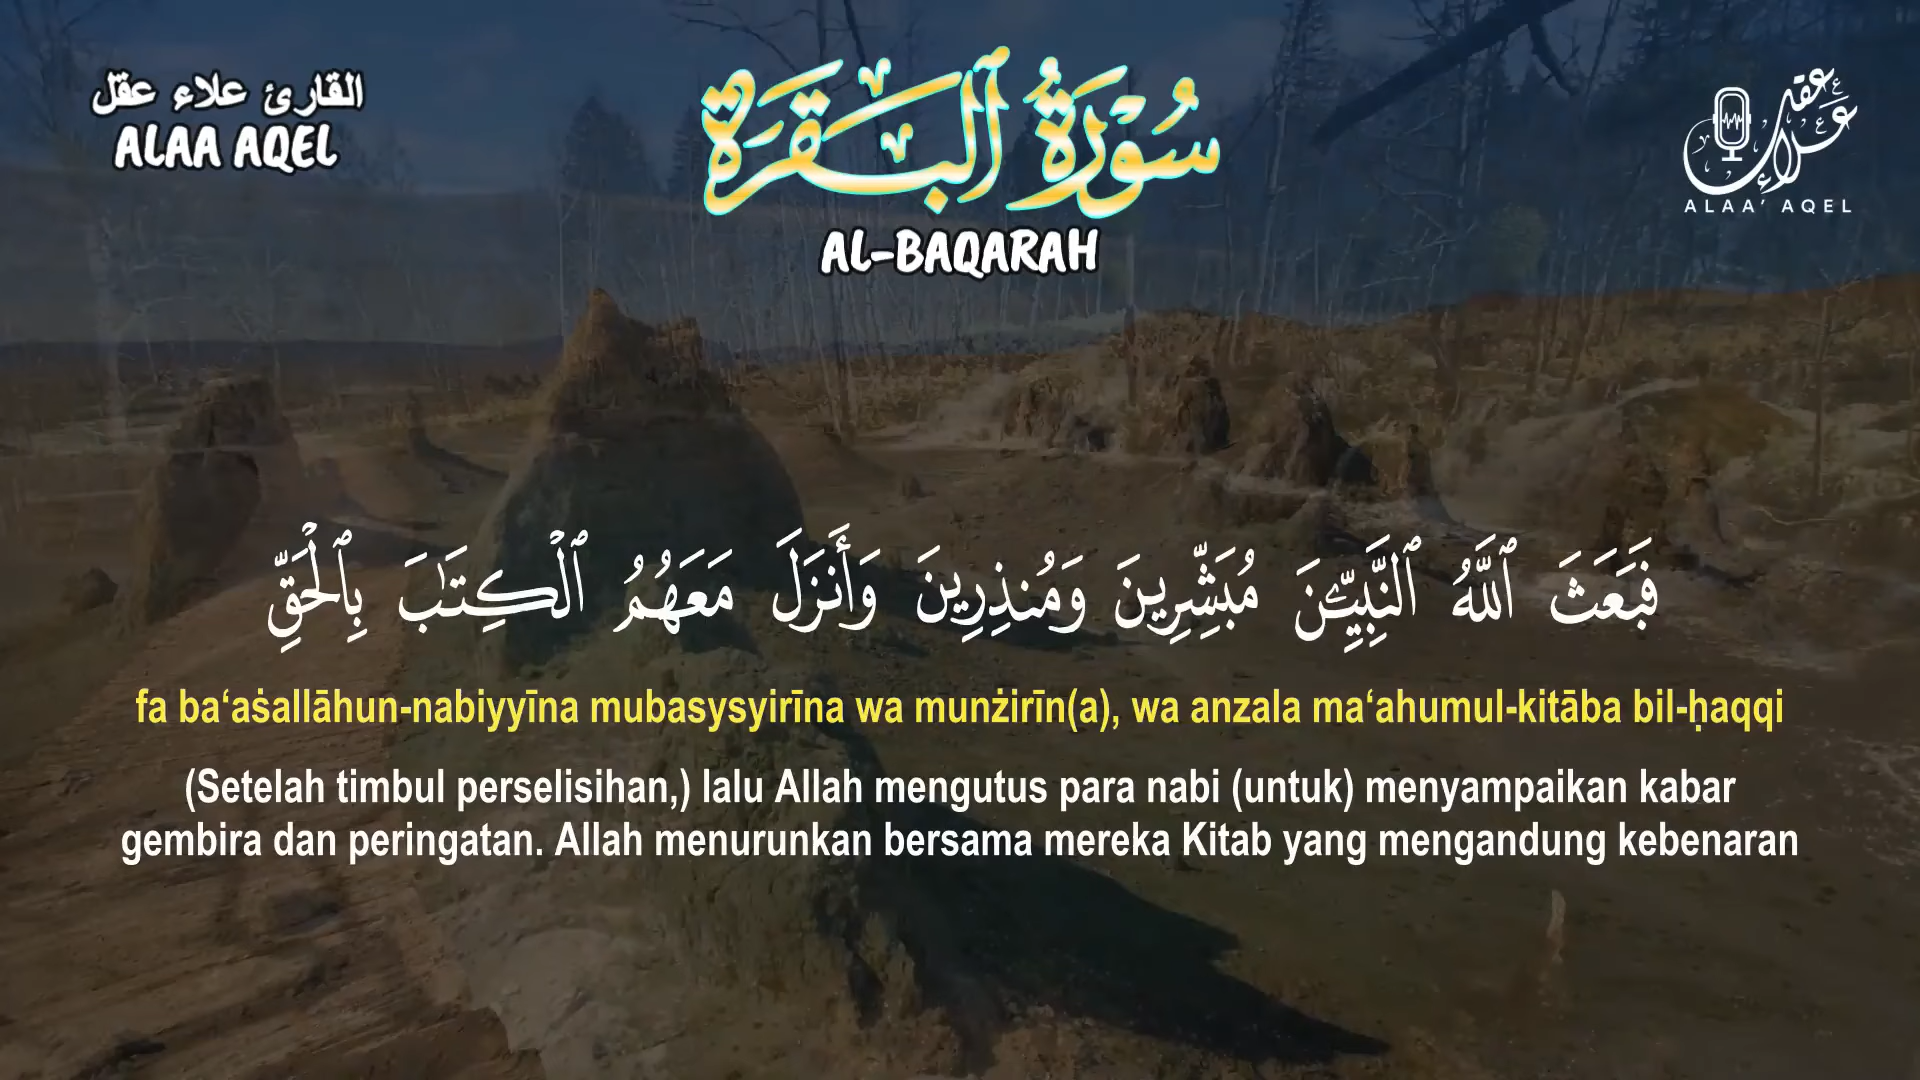 القارئ علاء عقل
ALAA AQEL
سُوْرَةُ ٱلْبَقَرَة
AL-BAQARAH
علاء عقل
ALAA' AQEL
فَبَعَثَ ٱللَّهُ ٱلنَّبِيِّـۧنَ مُبَشِّرِينَ وَمُنذِرِينَ وَأَنزَلَ مَعَهُمُ ٱلْكِتَـٰبَ بِٱلْحَقِّ
fa ba‘aṡallāhun-nabiyyīna mubasysyirīna wa munżirīn(a), wa anzala ma‘ahumul-kitāba bil-ḥaqqi
(Setelah timbul perselisihan,) lalu Allah mengutus para nabi (untuk) menyampaikan kabar
gembira dan peringatan. Allah menurunkan bersama mereka Kitab yang mengandung kebenaran